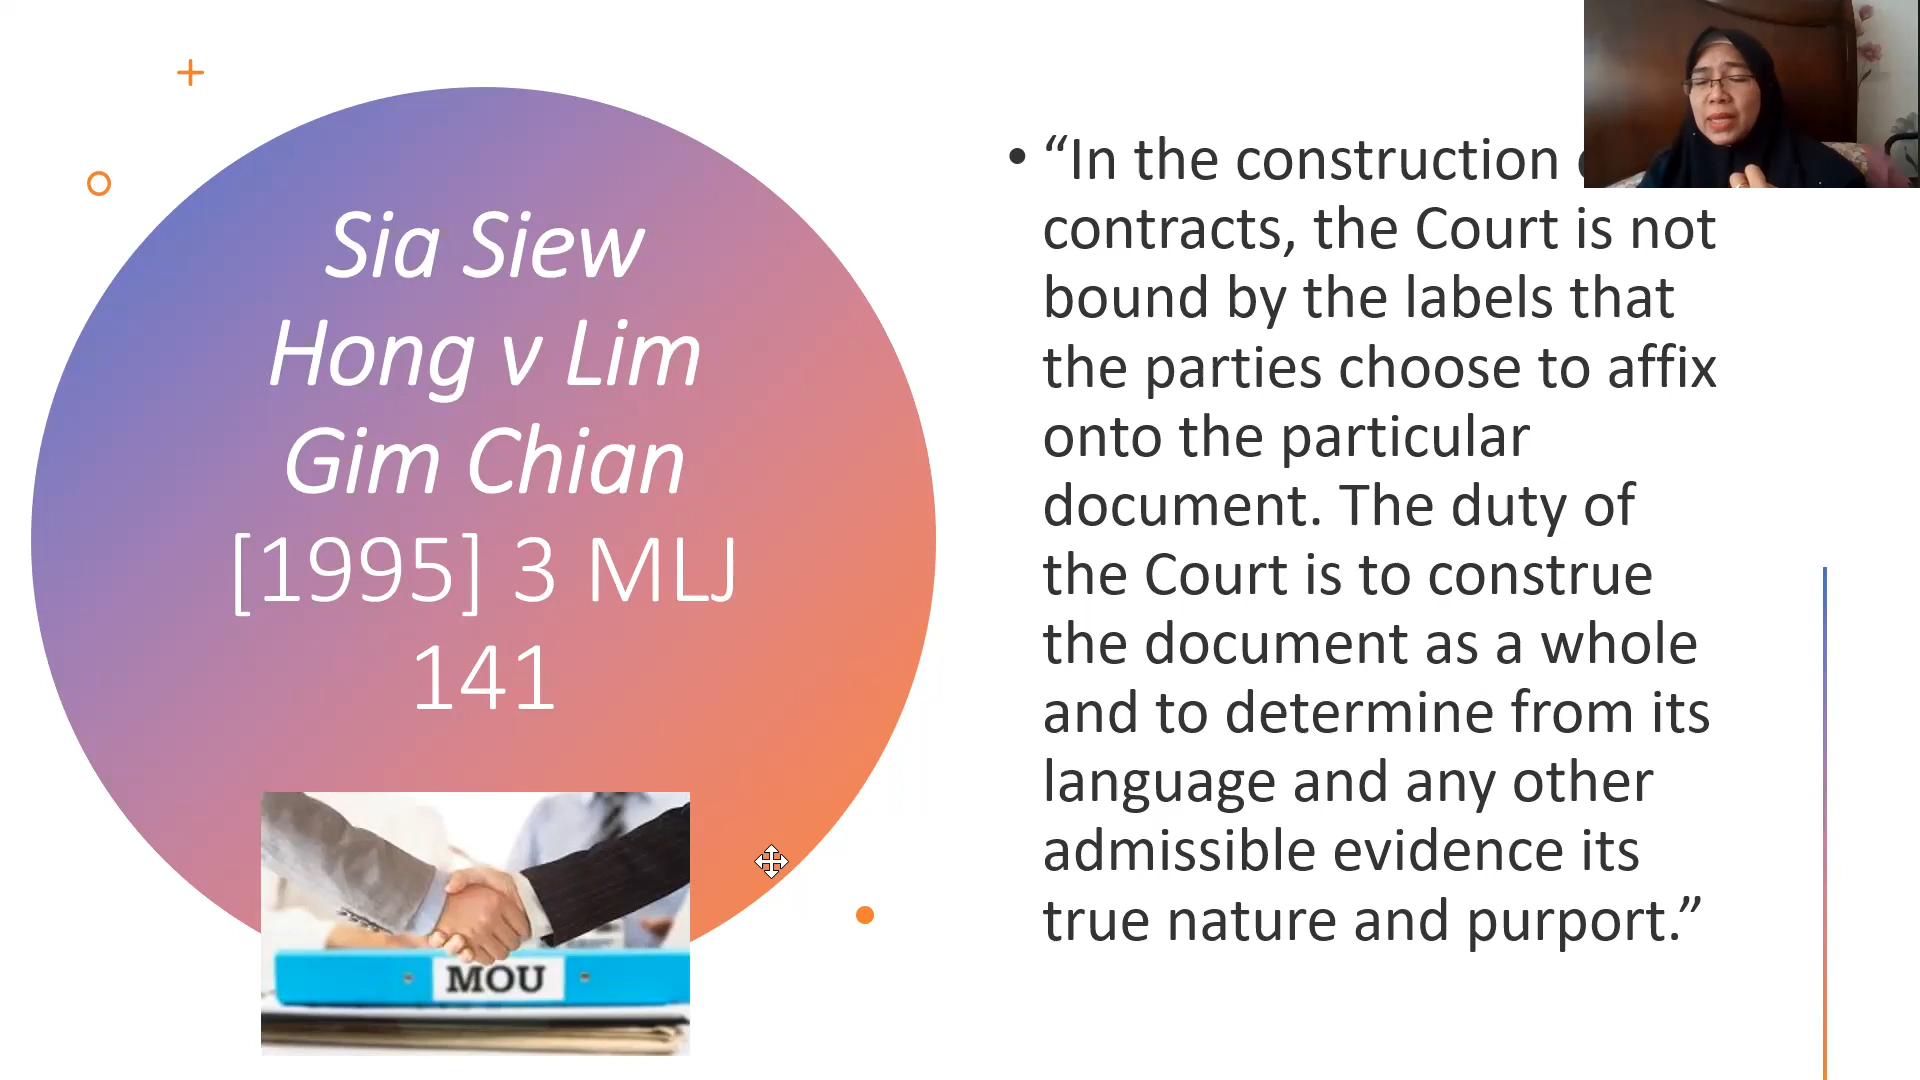 Sia Siew
Hong v Lim
Gim Chian
[1995] 3 MLJ
141
MOU
• “In the construction
contracts, the Court is not
bound by the labels that
the parties choose to affix
onto the particular
document. The duty of
the Court is to construe
the document as a whole
and to determine from its
language and any other
admissible evidence its
true nature and purport.”